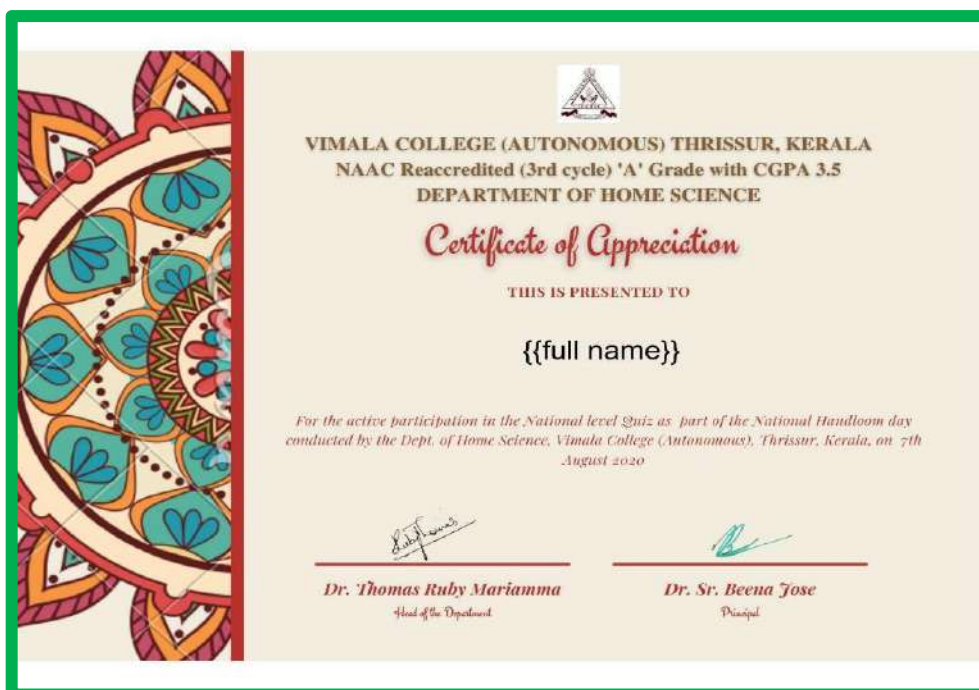 VIMALA COLLEGE (AUTONOMOUS) THRISSUR, KERALA
NAAC Reaccredited (3rd cycle) 'A' Grade with CGPA 3.5
DEPARTMENT OF HOME SCIENCE
Certificate of Appreciation
THIS IS PRESENTED TO
{{full name}}
For the active participation in the National level Quiz as part of the National Handloom day
conducted by the Dept. of Home Science, Vimala College (Autonomous), Thrissur, Kerala, on 7th
August 2020
Dr. Thomas Ruby Mariamma
Dr. Sr. Beena Jose
Head of the Department
Principal